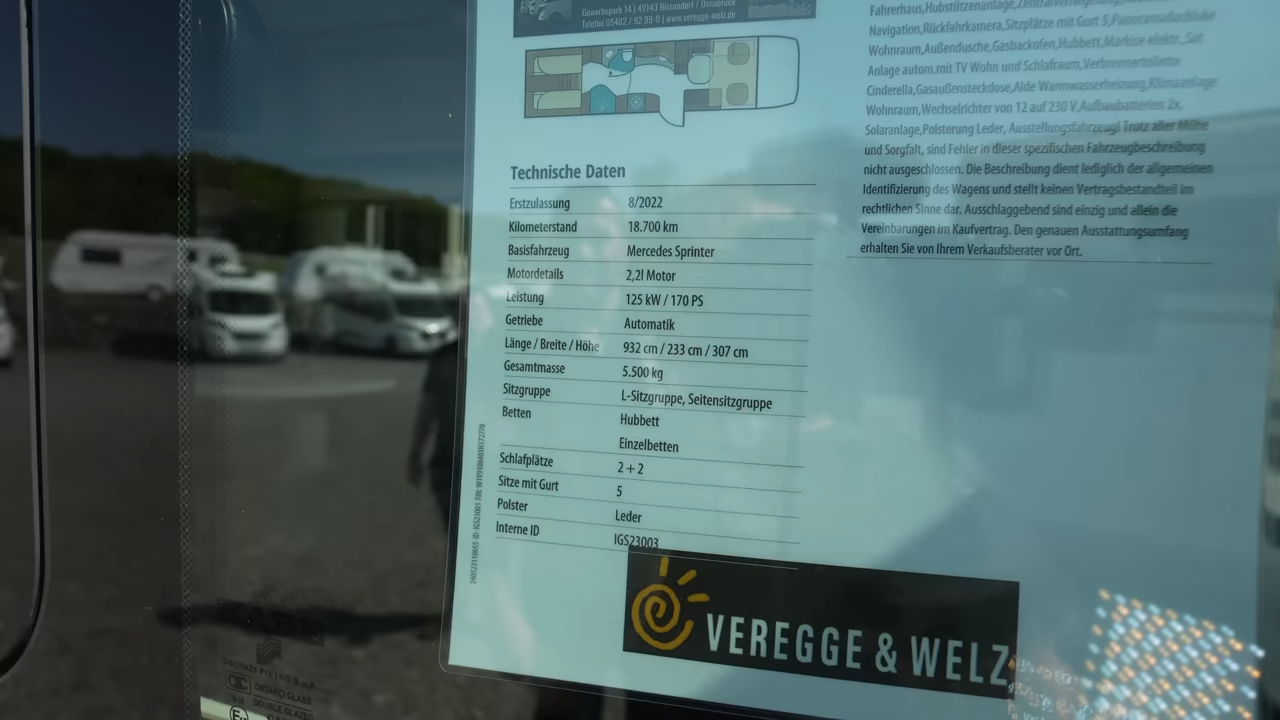 Gewerbepark 14 | 49143 Bissendorf / Osnabrück
Telefon 05402 / 92 99-0 | www.veregge-welz.de
Technische Daten
Erstzulassung 8/2022
Kilometerstand 18.700 km
Basisfahrzeug Mercedes Sprinter
Motordetails 2,2l Motor
Leistung 125 kW / 170 PS
Getriebe Automatik
Länge / Breite / Höhe 932 cm / 233 cm / 307 cm
Gesamtmasse 5.500 kg
Sitzgruppe L-Sitzgruppe, Seitensitzgruppe
Betten Hubbett
Einzelbetten
Schlafplätze 2 + 2
Sitze mit Gurt 5
Polster Leder
Interne ID IGS23003
Fahrerhaus,Hubstützenanlage,
Navigation,Rückfahrkamera,Sitzplätze mit Gurt 5,Panoramadachluke
Wohnraum,Außendusche,Gasbackofen,Hubbett,Markise elektr.,Sat
Anlage autom.mit TV Wohn und Schlafraum,Verbrennertoilette
Cinderella,Gasaußensteckdose,Alde Warmwasserheizung,Klimaanlage
Wohnraum,Wechselrichter von 12 auf 230 V,Aufbaubatterien 2x,
Solaranlage,Polsterung Leder, Ausstellungsfahrzeug! Trotz aller Mühe
und Sorgfalt, sind Fehler in dieser spezifischen Fahrzeugbeschreibung
nicht ausgeschlossen. Die Beschreibung dient lediglich der allgemeinen
Identifizierung des Wagens und stellt keinen Vertragsbestandteil im
rechtlichen Sinne dar. Ausschlaggebend sind einzig und allein die
Vereinbarungen im Kaufvertrag. Den genauen Ausstattungsumfang
erhalten Sie von Ihrem Verkaufsberater vor Ort.
VEREGGE & WELZ
PIETRO S.p.A
ORTACI GLASS
DOUBLE GLAZED